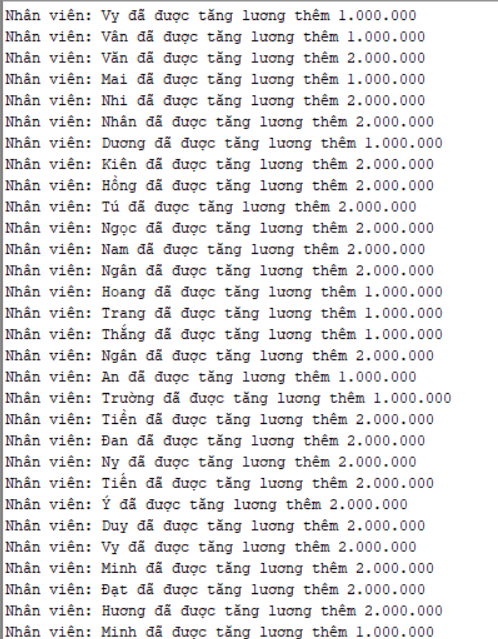 Nhân viên: Vy đã được tăng lương thêm 1.000.000
Nhân viên: Vân đã được tăng lương thêm 1.000.000
Nhân viên: Văn đã được tăng lương thêm 2.000.000
Nhân viên: Mai đã được tăng lương thêm 1.000.000
Nhân viên: Nhi đã được tăng lương thêm 2.000.000
Nhân viên: Nhân đã được tăng lương thêm 2.000.000
Nhân viên: Dương đã được tăng lương thêm 1.000.000
Nhân viên: Kiên đã được tăng lương thêm 2.000.000
Nhân viên: Hồng đã được tăng lương thêm 2.000.000
Nhân viên: Tú đã được tăng lương thêm 2.000.000
Nhân viên: Ngọc đã được tăng lương thêm 2.000.000
Nhân viên: Nam đã được tăng lương thêm 2.000.000
Nhân viên: Ngân đã được tăng lương thêm 2.000.000
Nhân viên: Hoang đã được tăng lương thêm 1.000.000
Nhân viên: Trang đã được tăng lương thêm 1.000.000
Nhân viên: Thắng đã được tăng lương thêm 1.000.000
Nhân viên: Ngân đã được tăng lương thêm 2.000.000
Nhân viên: An đã được tăng lương thêm 1.000.000
Nhân viên: Trường đã được tăng lương thêm 1.000.000
Nhân viên: Tiền đã được tăng lương thêm 2.000.000
Nhân viên: Đan đã được tăng lương thêm 2.000.000
Nhân viên: Ny đã được tăng lương thêm 2.000.000
Nhân viên: Tiến đã được tăng lương thêm 2.000.000
Nhân viên: Ý đã được tăng lương thêm 2.000.000
Nhân viên: Duy đã được tăng lương thêm 2.000.000
Nhân viên: Vy đã được tăng lương thêm 2.000.000
Nhân viên: Minh đã được tăng lương thêm 2.000.000
Nhân viên: Đạt đã được tăng lương thêm 2.000.000
Nhân viên: Hương đã được tăng lương thêm 2.000.000
Nhân viên: Minh đã được tăng lương thêm 1.000.000